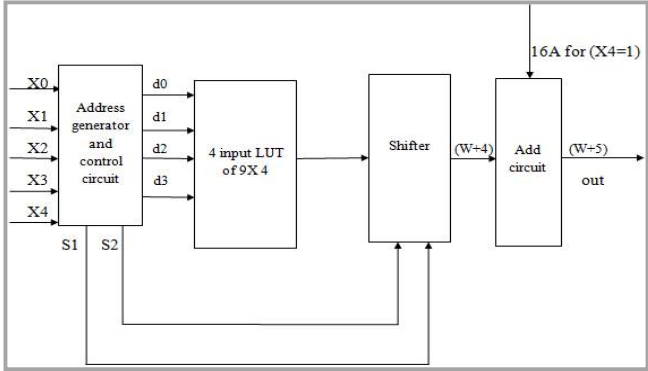 16A for (X4=1)
X0
X1
X2
X3
X4
Address
generator
and
control
circuit
d0
d1
d2
d3
4 input LUT
of 9X 4
Shifter
(W+4)
Add
circuit
(W+5)
out
S1
S2